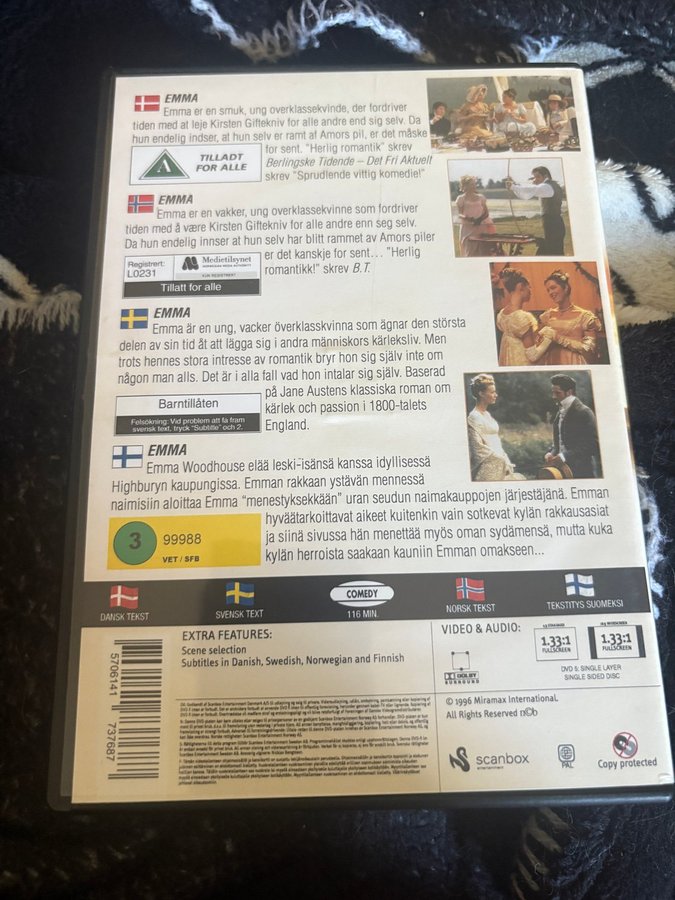 EMMA
Emma er en smuk, ung overklassekvinde, der fordriver
tiden med at leje Kirsten Giftekniv for alle andre end sig selv. Da
hun endelig indser, at hun selv er ramt af Amors pil, er det måske
for sent. "Herlig romantik" skrev
Berlingske Tidende – Det Fri Aktuelt
skrev "Sprudlende vittig komedie!"
A
TILLADT
FOR ALLE
EMMA
Emma er en vakker, ung overklassekvinne som fordriver
tiden med å være Kirsten Giftekniv for alle andre enn seg selv.
Da hun endelig innser at hun selv har blitt rammet av Amors piler
er det kanskje for sent... "Herlig
romantikk!" skrev B.T.
Registrert:
L0231
Medietilsynet
NORWEGIAN MEDIA AUTHORITY
KUN REGISTRERT
Tillatt for alle
EMMA
Emma är en ung, vacker överklasskvinna som ägnar den största
delen av sin tid åt att lägga sig i andra människors kärleksliv. Men
trots hennes stora intresse av romantik bryr hon sig själv inte om
någon man alls. Det är i alla fall vad hon intalar sig själv. Baserad
på Jane Austens klassiska roman om
kärlek och passion i 1800-talets
England.
Barntillåten
Felsökning: Vid problem att få fram
svensk text, tryck "Subtitle" och 2.
EMMA
Emma Woodhouse elää leski-isänsä kanssa idyllisessä
Highburyn kaupungissa. Emman rakkaan ystävän mennessä
naimisiin aloittaa Emma "menestyksekkään" uran seudun naimakauppojen järjestäjänä. Emman
hyväätarkoittavat aikeet kuitenkin vain sotkevat kylän rakkausasiat
ja siinä sivussa hän menettää myös oman sydämensä, mutta kuka
kylän herroista saakaan kauniin Emman omakseen...
3
99988
VET / SFB
DANSK TEKST
SVENSK TEXT
COMEDY
116 MIN.
NORSK TEKST
TEKSTITYS SUOMEKSI
5706141
737687
EXTRA FEATURES:
Scene selection
Subtitles in Danish, Swedish, Norwegian and Finnish
VIDEO & AUDIO:
DOLBY
SURROUND
1.33:1
FULLSCREEN
1.33:1
FULLSCREEN
DVD 5: SINGLE LAYER
SINGLE SIDED DISC
© 1996 Miramax International.
All Rights Reserved
scanbox
entertainment
PAL
Copy protected